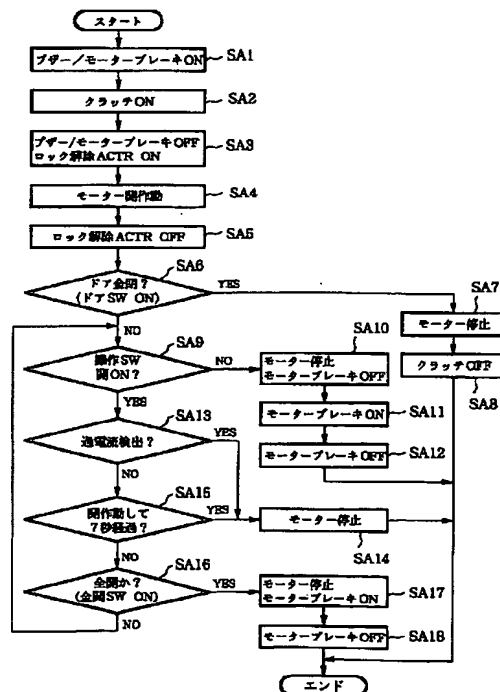 スタート
ブザー/モーターブレーキON
SA1
クラッチON
SA2
ブザー/モーターブレーキOFF
ロック解除ACTR ON
SA3
モーター開作動
SA4
ロック解除ACTR OFF
SA5
ドア全閉?
(ドアSW ON)
SA6
YES
NO
モーター停止
SA7
クラッチOFF
SA8
操作SW
開ON?
SA9
NO
YES
モーター停止
モーターブレーキOFF
SA10
モーターブレーキON
SA11
モーターブレーキOFF
SA12
過電流検出?
SA13
YES
NO
開作動して
7秒経過?
SA15
YES
NO
モーター停止
SA14
全開か?
(全開SW ON)
SA16
YES
NO
モーター停止
モーターブレーキON
SA17
モーターブレーキOFF
SA18
エンド